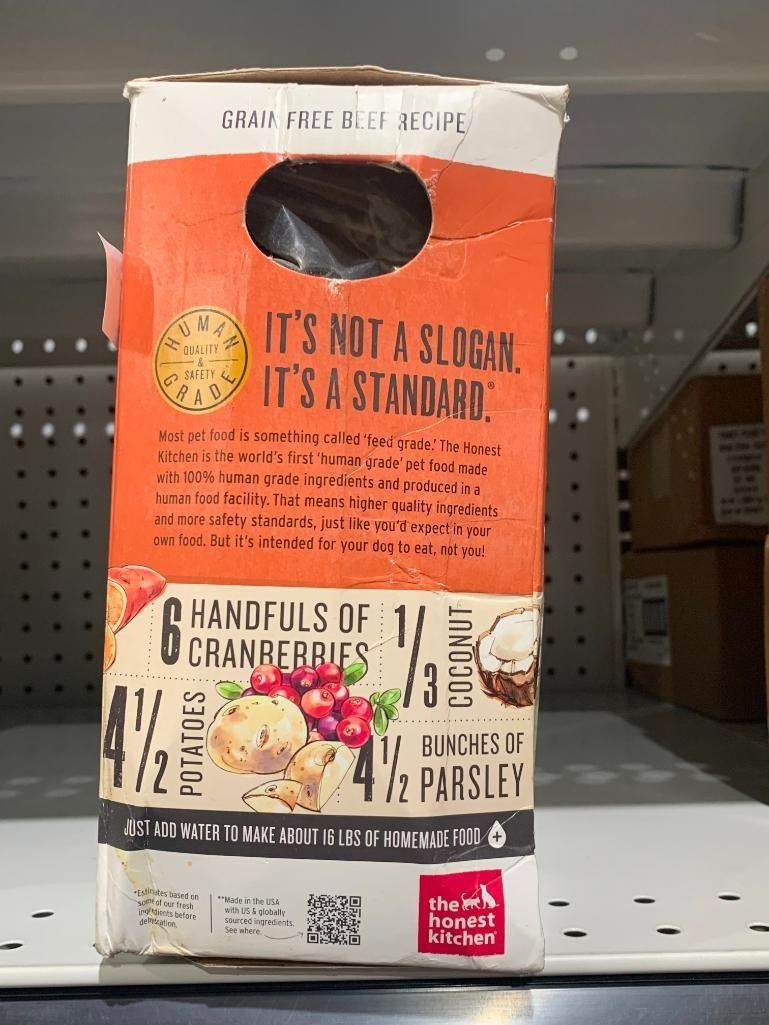 GRAIN FREE BEEF RECIPE
HUMAN
QUALITY
&
SAFETY
GRADE
IT'S NOT A SLOGAN.
IT'S A STANDARD.®
Most pet food is something called 'feed grade.' The Honest
Kitchen is the world's first 'human grade' pet food made
with 100% human grade ingredients and produced in a
human food facility. That means higher quality ingredients
and more safety standards, just like you'd expect in your
own food. But it's intended for your dog to eat, not you!
6 HANDFULS OF
CRANBERRIES
1/3 COCONUT
4 1/2 POTATOES
4 1/2 BUNCHES OF
PARSLEY
JUST ADD WATER TO MAKE ABOUT 16 LBS OF HOMEMADE FOOD
*Estimates based on
some of our fresh
ingredients before
dehydration.
**Made in the USA
with US & globally
sourced ingredients.
See where.
the
honest
kitchen®